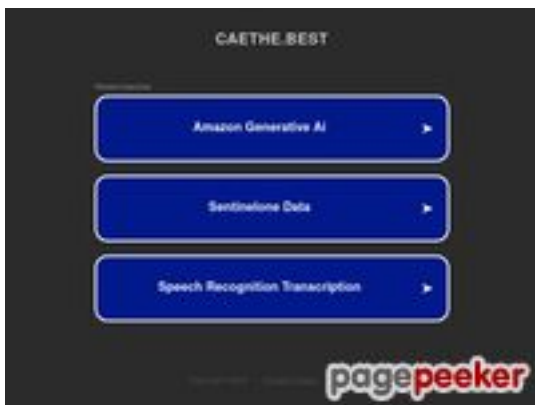 CAETHE.BEST
Amazon Generative Ai
Sentinelone Data
Speech Recognition Transcription
pagepeeker